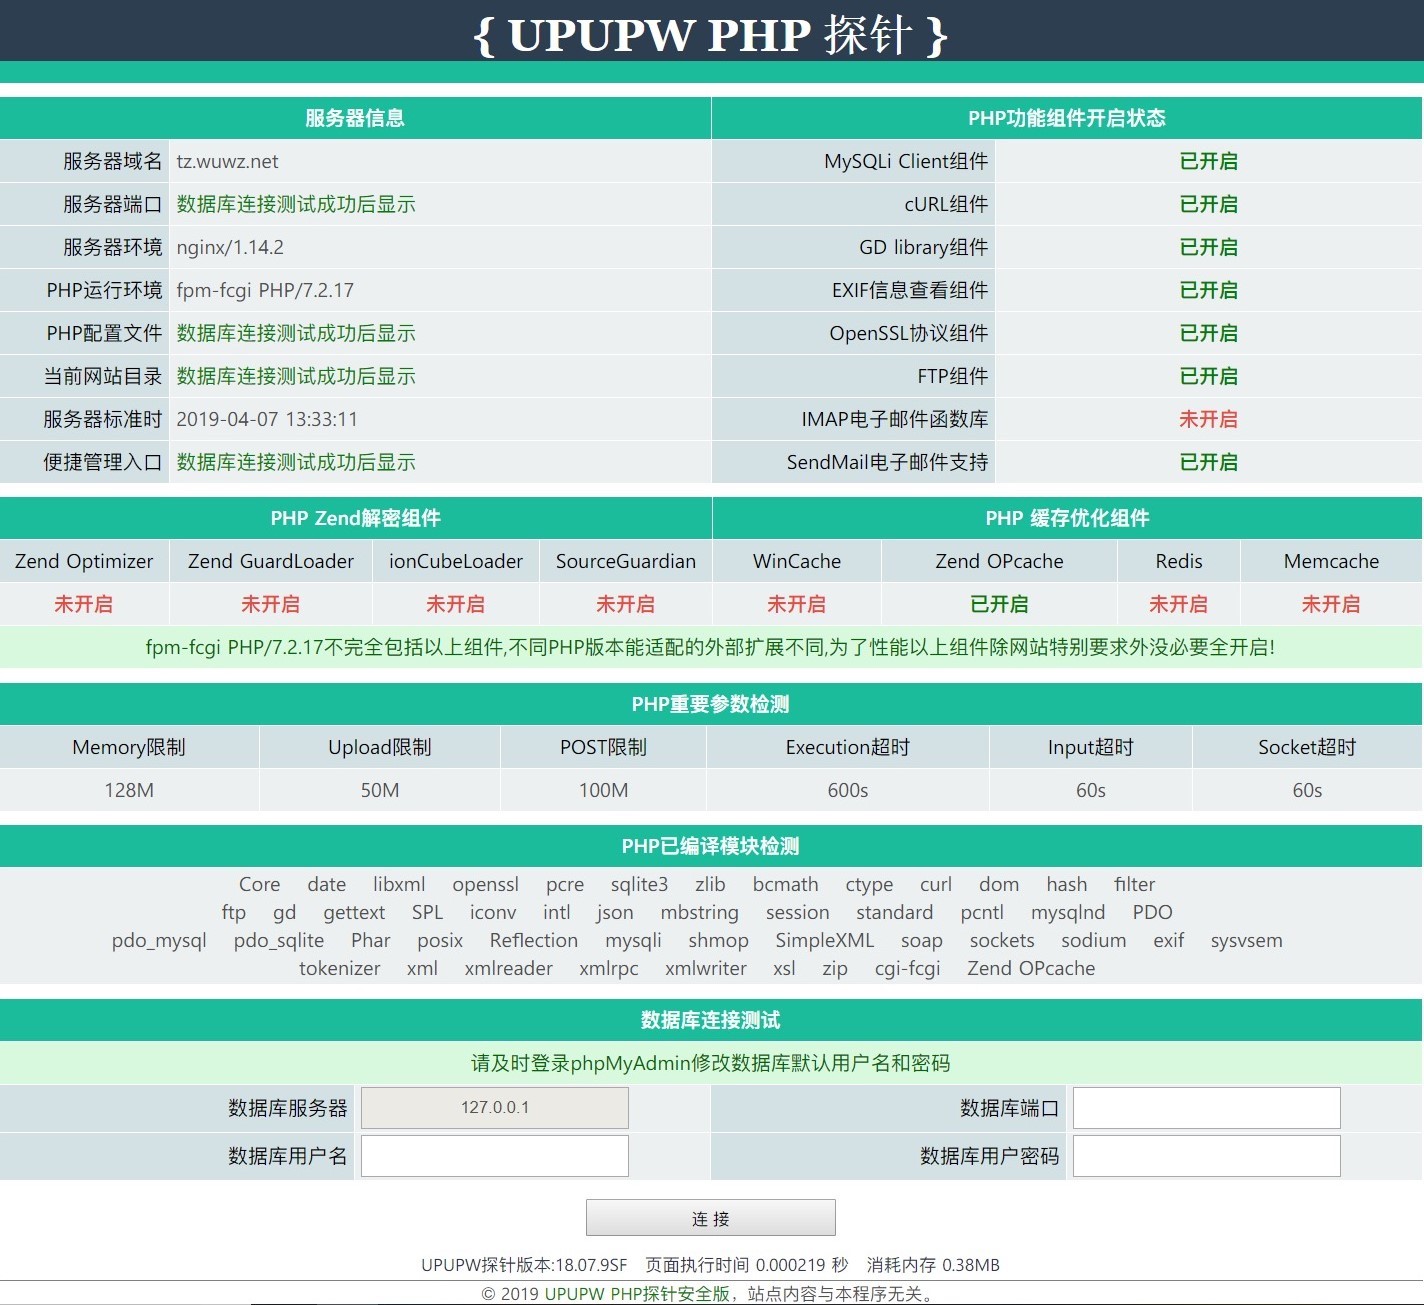 { UPUPW PHP 探针 }
服务器信息 PHP功能组件开启状态
服务器域名 tz.wuwz.net MySQLi Client组件 已开启
服务器端口 数据库连接测试成功后显示 cURL组件 已开启
服务器环境 nginx/1.14.2 GD library组件 已开启
PHP运行环境 fpm-fcgi PHP/7.2.17 EXIF信息查看组件 已开启
PHP配置文件 数据库连接测试成功后显示 OpenSSL协议组件 已开启
当前网站目录 数据库连接测试成功后显示 FTP组件 已开启
服务器标准时 2019-04-07 13:33:11 IMAP电子邮件函数库 未开启
便捷管理入口 数据库连接测试成功后显示 SendMail电子邮件支持 已开启
PHP Zend解密组件 PHP 缓存优化组件
Zend Optimizer Zend GuardLoader ionCubeLoader SourceGuardian WinCache Zend OPcache Redis Memcache
未开启 未开启 未开启 未开启 未开启 已开启 未开启 未开启
fpm-fcgi PHP/7.2.17不完全包括以上组件,不同PHP版本能适配的外部扩展不同,为了性能以上组件除网站特别要求外没必要全开启!
PHP重要参数检测
Memory限制 Upload限制 POST限制 Execution超时 Input超时 Socket超时
128M 50M 100M 600s 60s 60s
PHP已编译模块检测
Core date libxml openssl pcre sqlite3 zlib bcmath ctype curl dom hash filter
ftp gd gettext SPL iconv intl json mbstring session standard pcntl mysqlnd PDO
pdo_mysql pdo_sqlite Phar posix Reflection mysqli shmop SimpleXML soap sockets sodium exif sysvsem
tokenizer xml xmlreader xmlrpc xmlwriter xsl zip cgi-fcgi Zend OPcache
数据库连接测试
请及时登录phpMyAdmin修改数据库默认用户名和密码
数据库服务器 127.0.0.1 数据库端口
数据库用户名 数据库用户密码
连 接
UPUPW探针版本:18.07.9SF 页面执行时间 0.000219 秒 消耗内存 0.38MB
© 2019 UPUPW PHP探针安全版，站点内容与本程序无关。